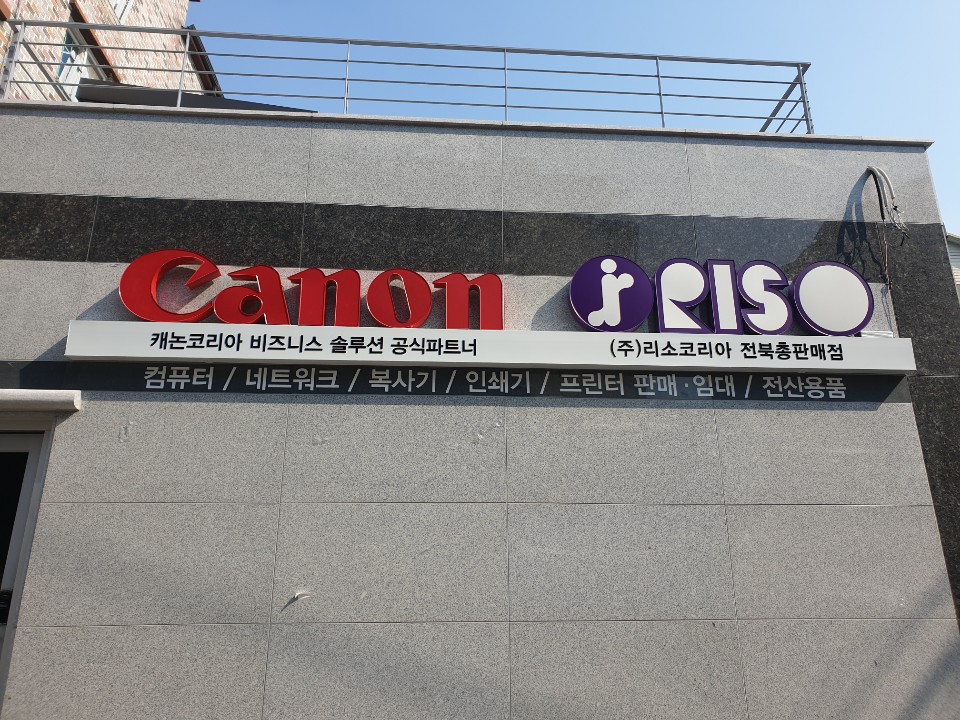 Canon
RISO
캐논코리아 비즈니스 솔루션 공식파트너
(주)리소코리아 전북총판매점
컴퓨터 / 네트워크 / 복사기 / 인쇄기 / 프린터 판매·임대 / 전산용품